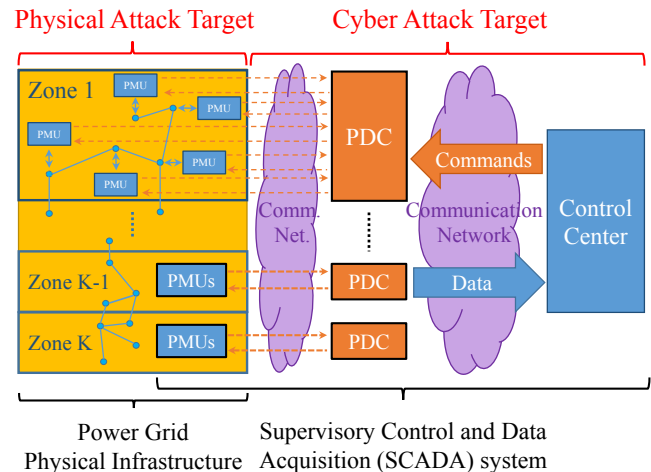 Physical Attack Target
Cyber Attack Target
Zone 1
PMU
PMU
PMU
PMU
PMU
PDC
Commands
Comm.
Net.
Communication
Network
Control
Center
Zone K-1
PMUs
PDC
Data
Zone K
PMUs
PDC
Power Grid
Physical Infrastructure
Supervisory Control and Data
Acquisition (SCADA) system